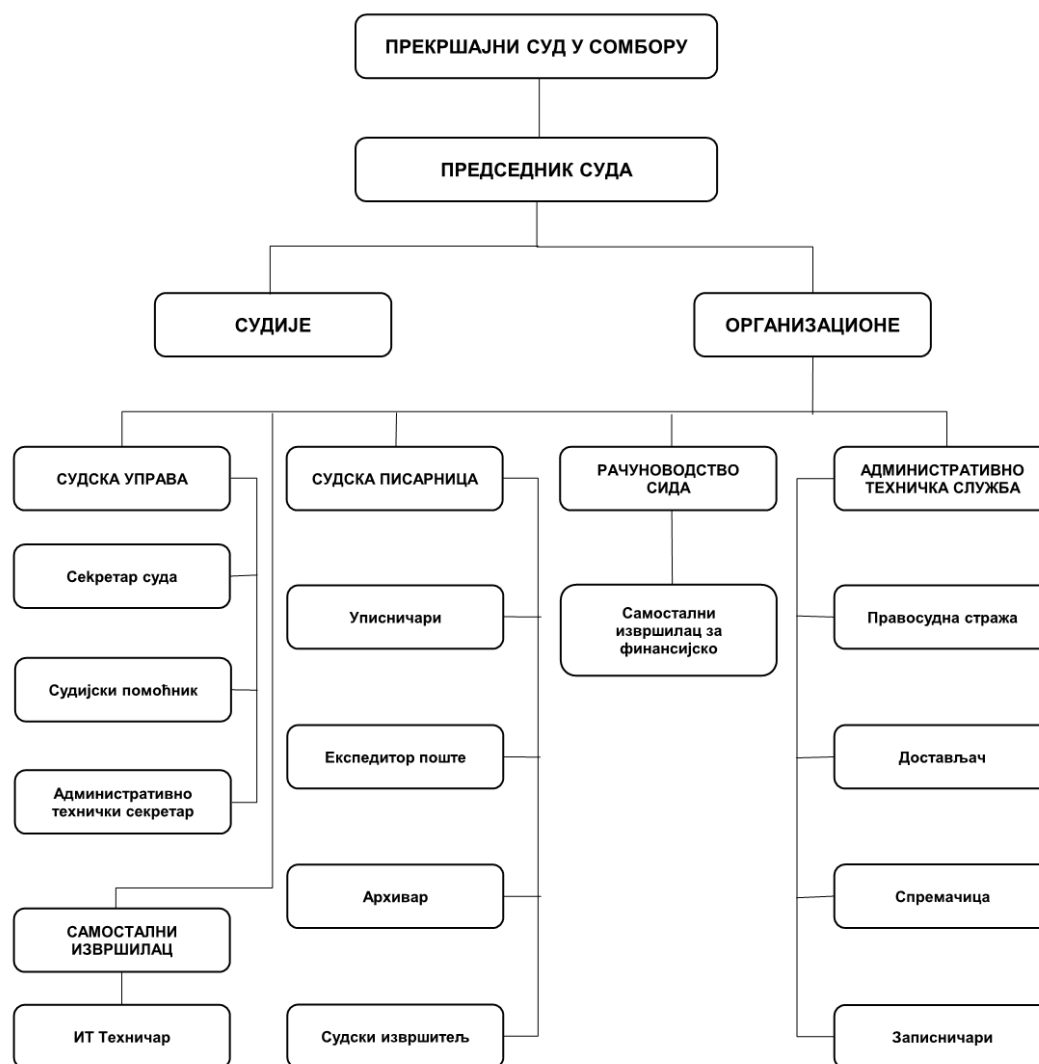 ПРЕКРШАЈНИ СУД У СОМБОРУ
ПРЕДСЕДНИК СУДА
СУДИЈЕ
ОРГАНИЗАЦИОНЕ
СУДСКА УПРАВА
СУДСКА ПИСАРНИЦА
РАЧУНОВОДСТВО
СИДА
АДМИНИСТРАТИВНО
ТЕХНИЧКА СЛУЖБА
Секретар суда
Уписничари
Самостални
извршилац за
финансијско
Правосудна стража
Судијски помоћник
Експедитор поште
Достављач
Административно
технички секретар
Архивар
Спремачица
САМОСТАЛНИ
ИЗВРШИЛАЦ
ИТ Техничар
Судски извршитељ
Записничари